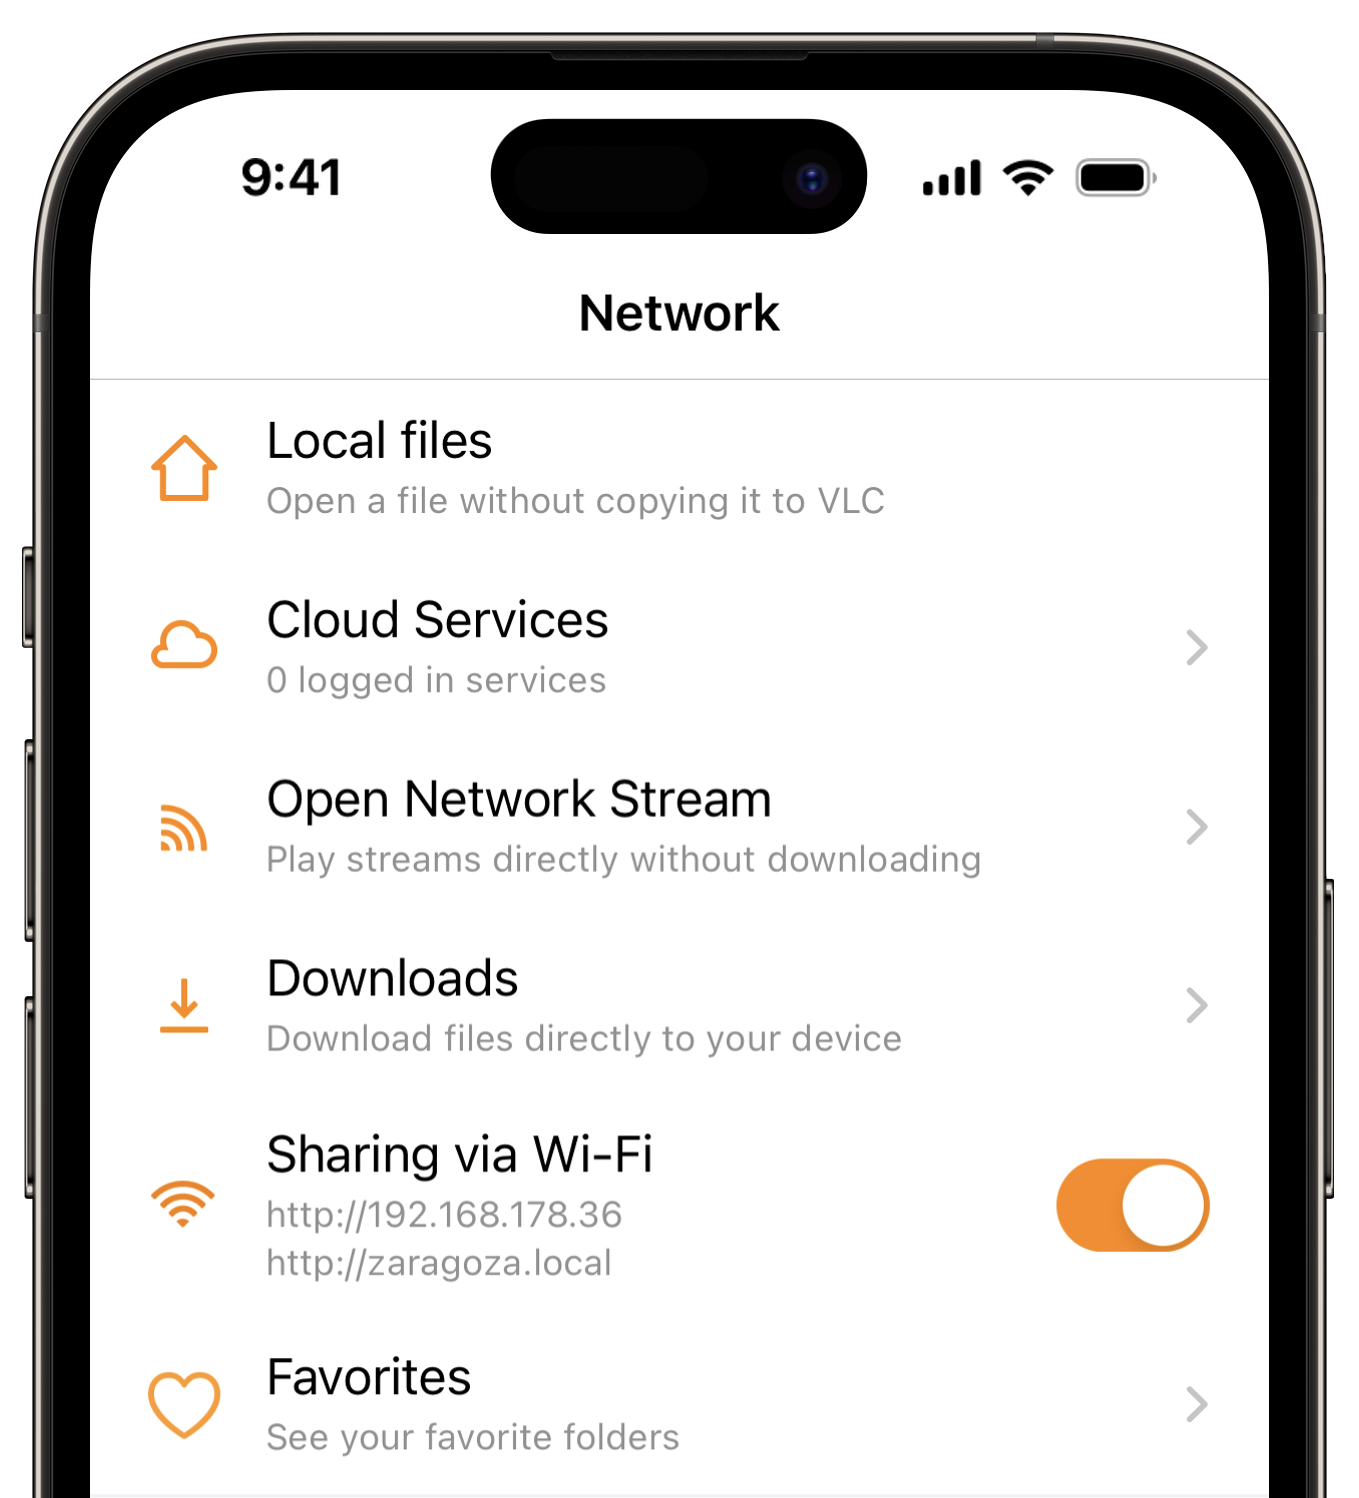 9:41
Network
Local files
Open a file without copying it to VLC
Cloud Services
0 logged in services
Open Network Stream
Play streams directly without downloading
Downloads
Download files directly to your device
Sharing via Wi-Fi
http://192.168.178.36
http://zaragoza.local
Favorites
See your favorite folders